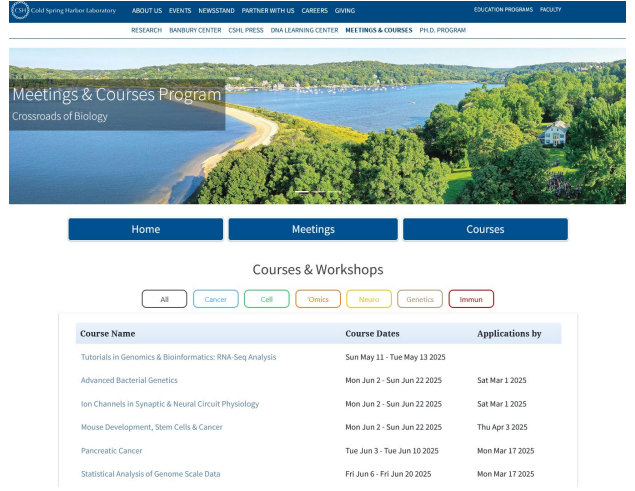 CSH Cold Spring Harbor Laboratory ABOUT US EVENTS NEWSSTAND PARTNER WITH US CAREERS GIVING EDUCATION PROGRAMS FACULTY
RESEARCH BANBURY CENTER CSHL PRESS DNA LEARNING CENTER MEETINGS & COURSES PH.D. PROGRAM
Meetings & Courses Program
Crossroads of Biology
Home Meetings Courses
Courses & Workshops
All Cancer Cell 'Omics Neuro Genetics Immun
Course Name Course Dates Applications by
Tutorials in Genomics & Bioinformatics: RNA-Seq Analysis Sun May 11 - Tue May 13 2025
Advanced Bacterial Genetics Mon Jun 2 - Sun Jun 22 2025 Sat Mar 1 2025
Ion Channels in Synaptic & Neural Circuit Physiology Mon Jun 2 - Sun Jun 22 2025 Sat Mar 1 2025
Mouse Development, Stem Cells & Cancer Mon Jun 2 - Sun Jun 22 2025 Thu Apr 3 2025
Pancreatic Cancer Tue Jun 3 - Tue Jun 10 2025 Mon Mar 17 2025
Statistical Analysis of Genome Scale Data Fri Jun 6 - Fri Jun 20 2025 Mon Mar 17 2025